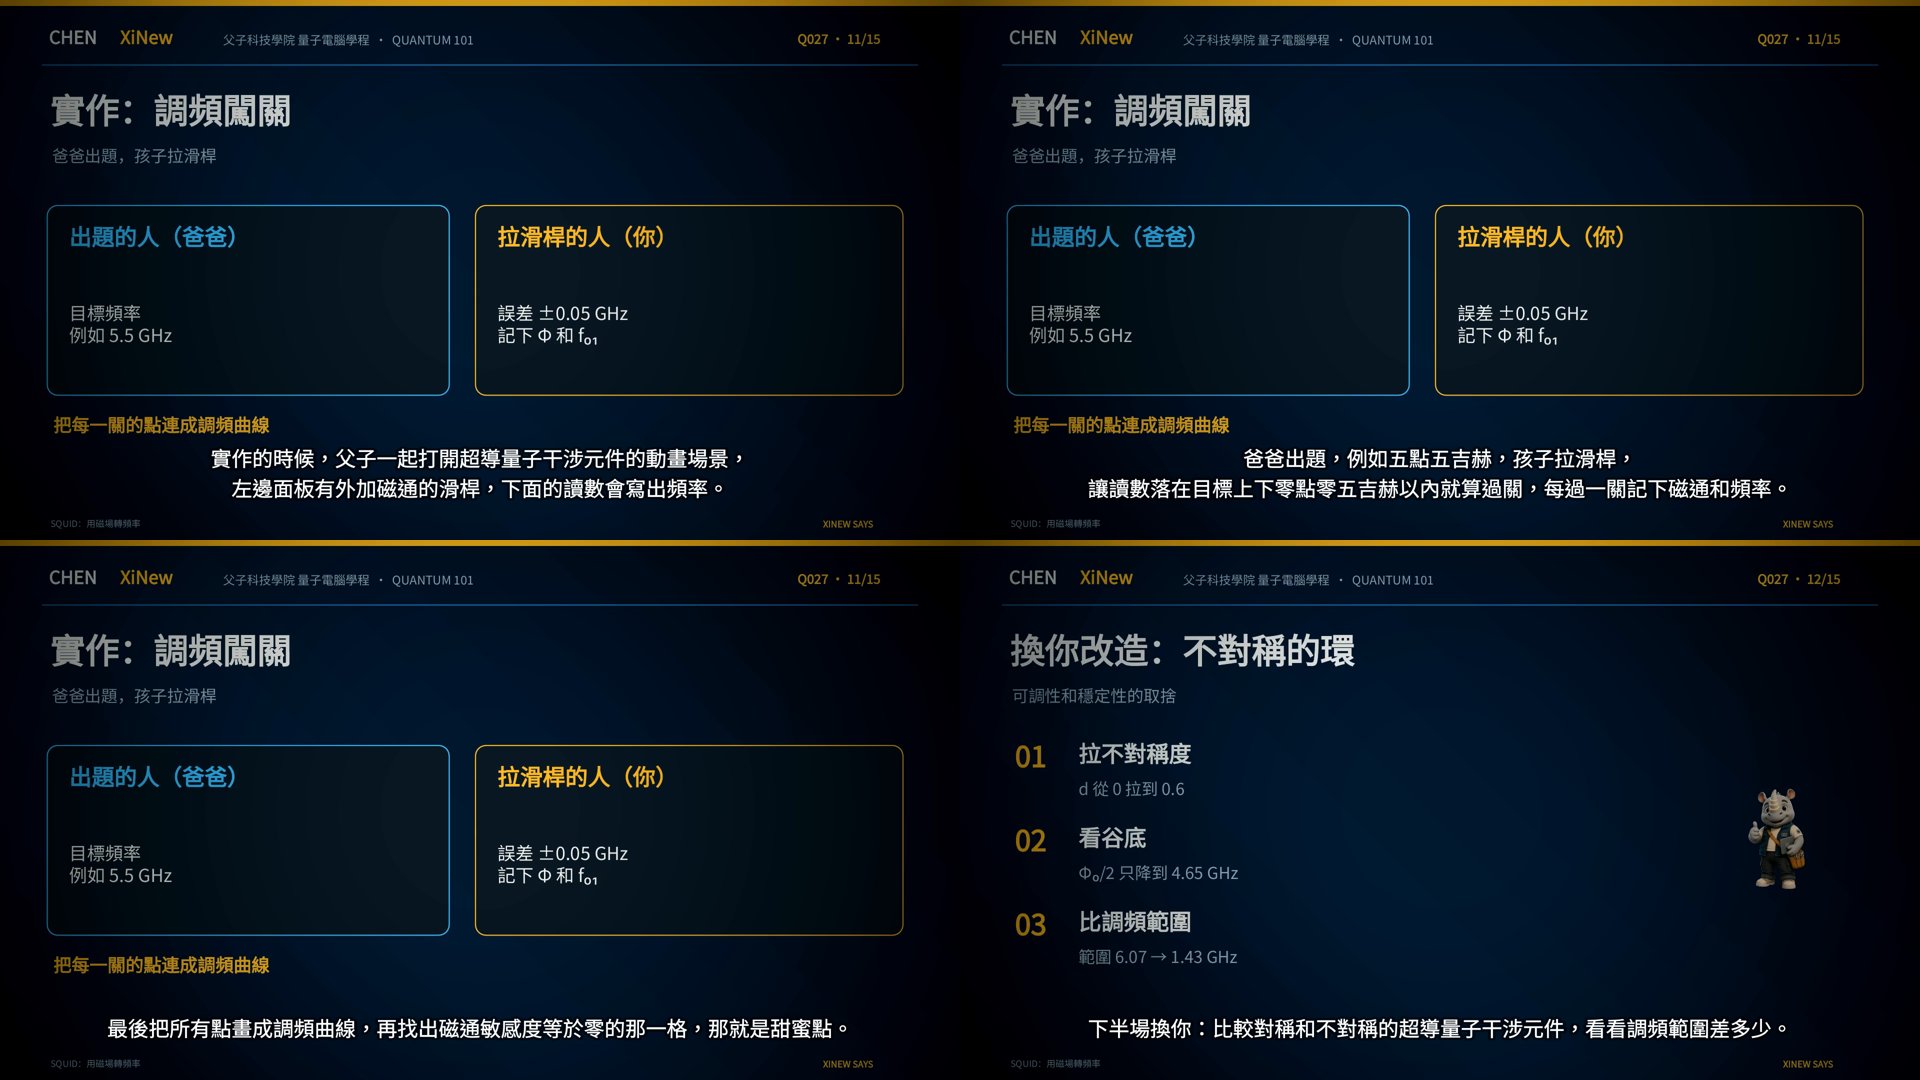 CHEN XiNew 父子科技學院 量子電腦學程 · QUANTUM 101 Q027 · 11/15
實作：調頻闖關
爸爸出題，孩子拉滑桿
出題的人（爸爸）
目標頻率
例如 5.5 GHz
拉滑桿的人（你）
誤差 ±0.05 GHz
記下 Φ 和 f₀₁
把每一關的點連成調頻曲線
實作的時候，父子一起打開超導量子干涉元件的動畫場景，
左邊面板有外加磁通的滑桿，下面的讀數會寫出頻率。
SQUID：用磁場轉頻率 XINEW SAYS
CHEN XiNew 父子科技學院 量子電腦學程 · QUANTUM 101 Q027 · 11/15
實作：調頻闖關
爸爸出題，孩子拉滑桿
出題的人（爸爸）
目標頻率
例如 5.5 GHz
拉滑桿的人（你）
誤差 ±0.05 GHz
記下 Φ 和 f₀₁
把每一關的點連成調頻曲線
爸爸出題，例如五點五吉赫，孩子拉滑桿，
讓讀數落在目標上下零點零五吉赫以內就算過關，每過一關記下磁通和頻率。
SQUID：用磁場轉頻率 XINEW SAYS
CHEN XiNew 父子科技學院 量子電腦學程 · QUANTUM 101 Q027 · 11/15
實作：調頻闖關
爸爸出題，孩子拉滑桿
出題的人（爸爸）
目標頻率
例如 5.5 GHz
拉滑桿的人（你）
誤差 ±0.05 GHz
記下 Φ 和 f₀₁
把每一關的點連成調頻曲線
最後把所有點畫成調頻曲線，再找出磁通敏感度等於零的那一格，那就是甜蜜點。
SQUID：用磁場轉頻率 XINEW SAYS
CHEN XiNew 父子科技學院 量子電腦學程 · QUANTUM 101 Q027 · 12/15
換你改造：不對稱的環
可調性和穩定性的取捨
01 拉不對稱度
d 從 0 拉到 0.6
02 看谷底
Φ₀/2 只降到 4.65 GHz
03 比調頻範圍
範圍 6.07 → 1.43 GHz
下半場換你：比較對稱和不對稱的超導量子干涉元件，看看調頻範圍差多少。
SQUID：用磁場轉頻率 XINEW SAYS